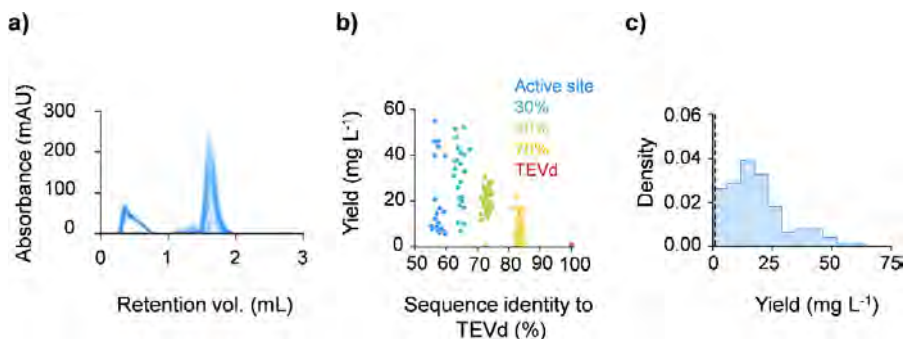 a)
b)
c)
Absorbance (mAU)
300
200
100
0
0
1
2
3
Retention vol. (mL)
Yield (mg L⁻¹)
60
40
20
0
50 60 70 80 90 100
Active site
30%
70%
TEVd
Sequence identity to
TEVd (%)
Density
0.06
0.04
0.02
0.00
0
25
50
75
Yield (mg L⁻¹)